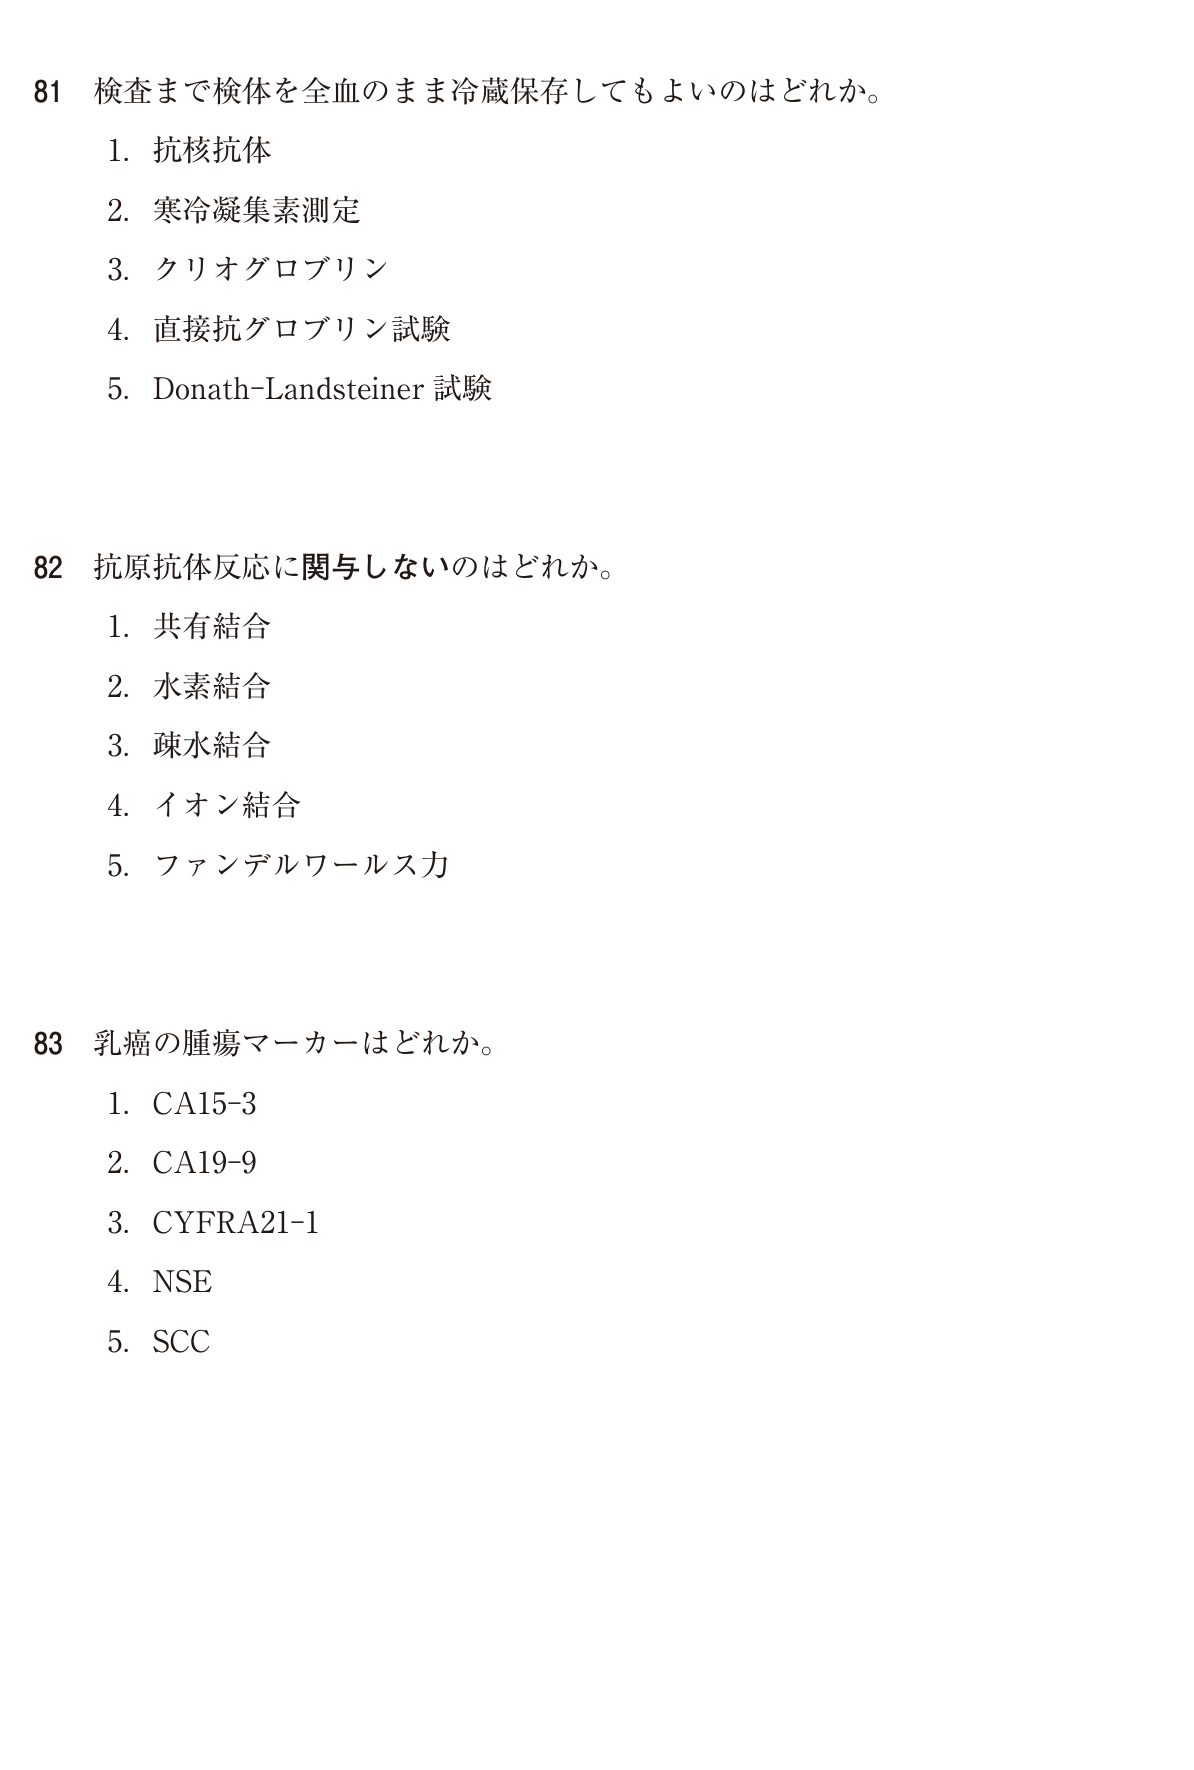 81 検査まで検体を全血のまま冷蔵保存してもよいのはどれか。
1. 抗核抗体
2. 寒冷凝集素測定
3. クリオグロブリン
4. 直接抗グロブリン試験
5. Donath-Landsteiner 試験
82 抗原抗体反応に関与しないのはどれか。
1. 共有結合
2. 水素結合
3. 疎水結合
4. イオン結合
5. ファンデルワールス力
83 乳癌の腫瘍マーカーはどれか。
1. CA15-3
2. CA19-9
3. CYFRA21-1
4. NSE
5. SCC